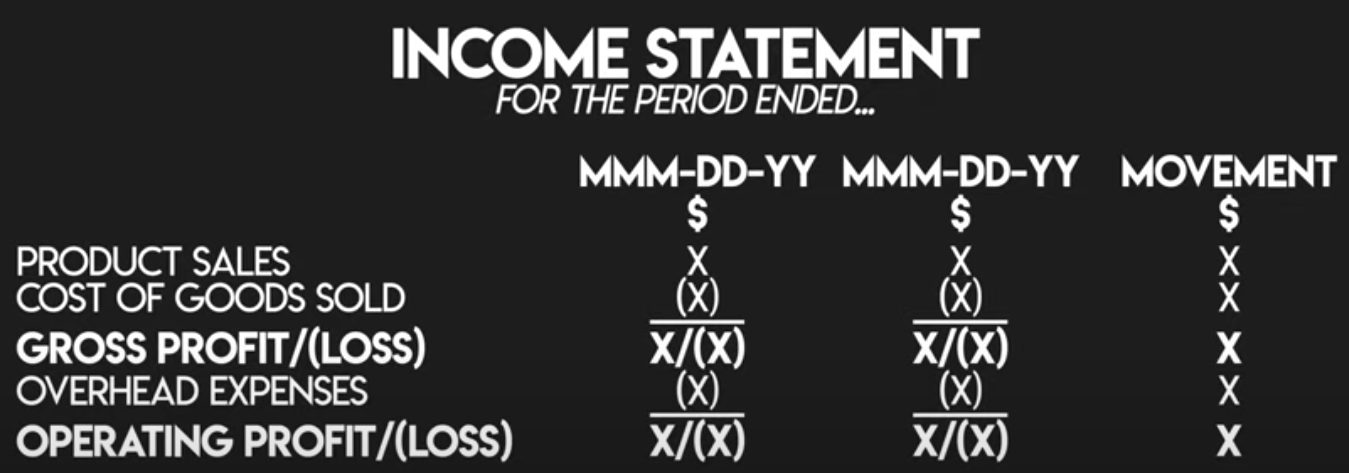 INCOME STATEMENT
FOR THE PERIOD ENDED...
MMM-DD-YY MMM-DD-YY MOVEMENT
$ $ $
PRODUCT SALES X X X
COST OF GOODS SOLD (X) (X) X
GROSS PROFIT/(LOSS) X/(X) X/(X) X
OVERHEAD EXPENSES (X) (X) X
OPERATING PROFIT/(LOSS) X/(X) X/(X) X